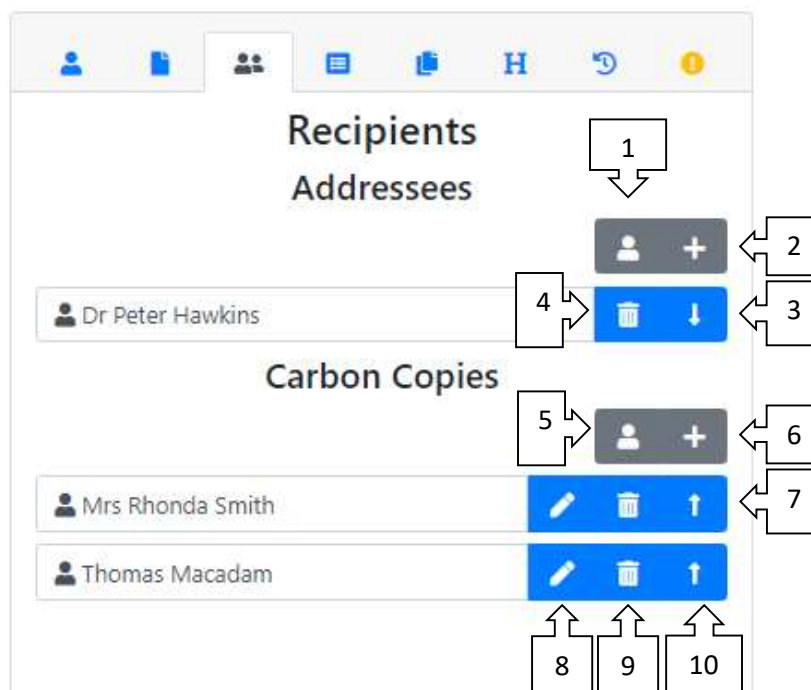 H
Recipients
1
Addressees
2
Dr Peter Hawkins
4
3
Carbon Copies
5
6
Mrs Rhonda Smith
7
Thomas Macadam
8 9 10